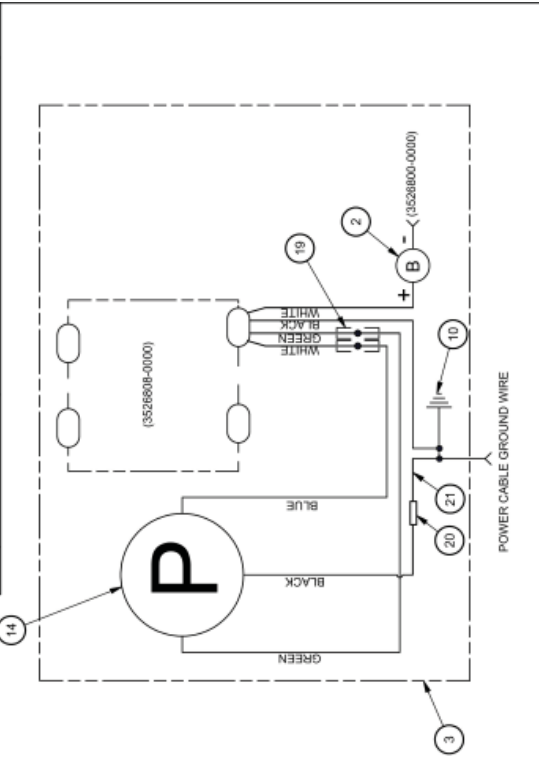 14
P
(3526808-0000)
WHITE
BLACK
GREEN
WHITE
19
2
B
+
-
(3526800-0000)
BLUE
BLACK
GREEN
10
21
20
3
POWER CABLE GROUND WIRE